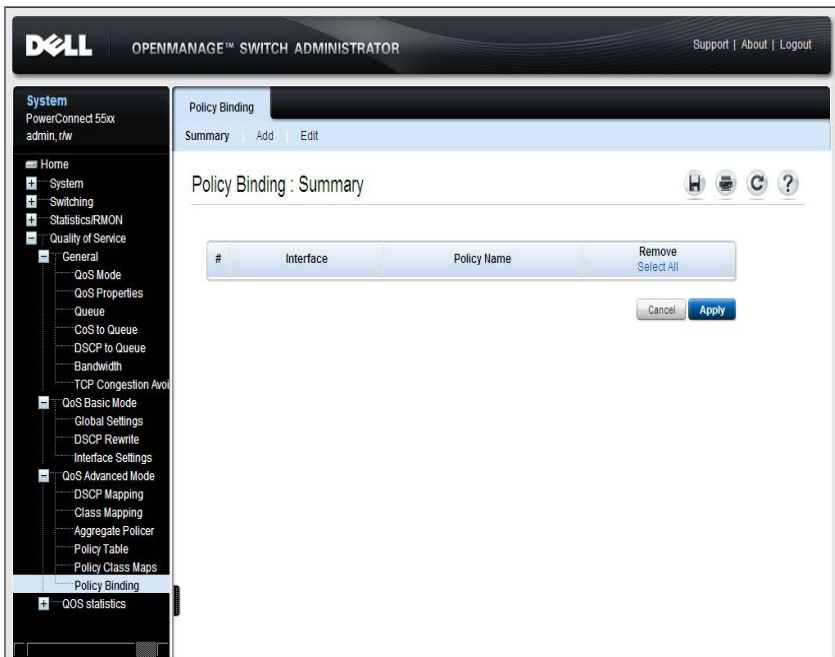 DELL OPENMANAGE™ SWITCH ADMINISTRATOR Support | About | Logout
System
PowerConnect 55xx
admin, r/w
Home
System
Switching
Statistics/RMON
Quality of Service
General
QoS Mode
QoS Properties
Queue
CoS to Queue
DSCP to Queue
Bandwidth
TCP Congestion Avoi
QoS Basic Mode
Global Settings
DSCP Rewrite
Interface Settings
QoS Advanced Mode
DSCP Mapping
Class Mapping
Aggregate Policer
Policy Table
Policy Class Maps
Policy Binding
QOS statistics
Policy Binding
Summary Add Edit
Policy Binding : Summary
# Interface Policy Name Remove
Select All
Cancel Apply